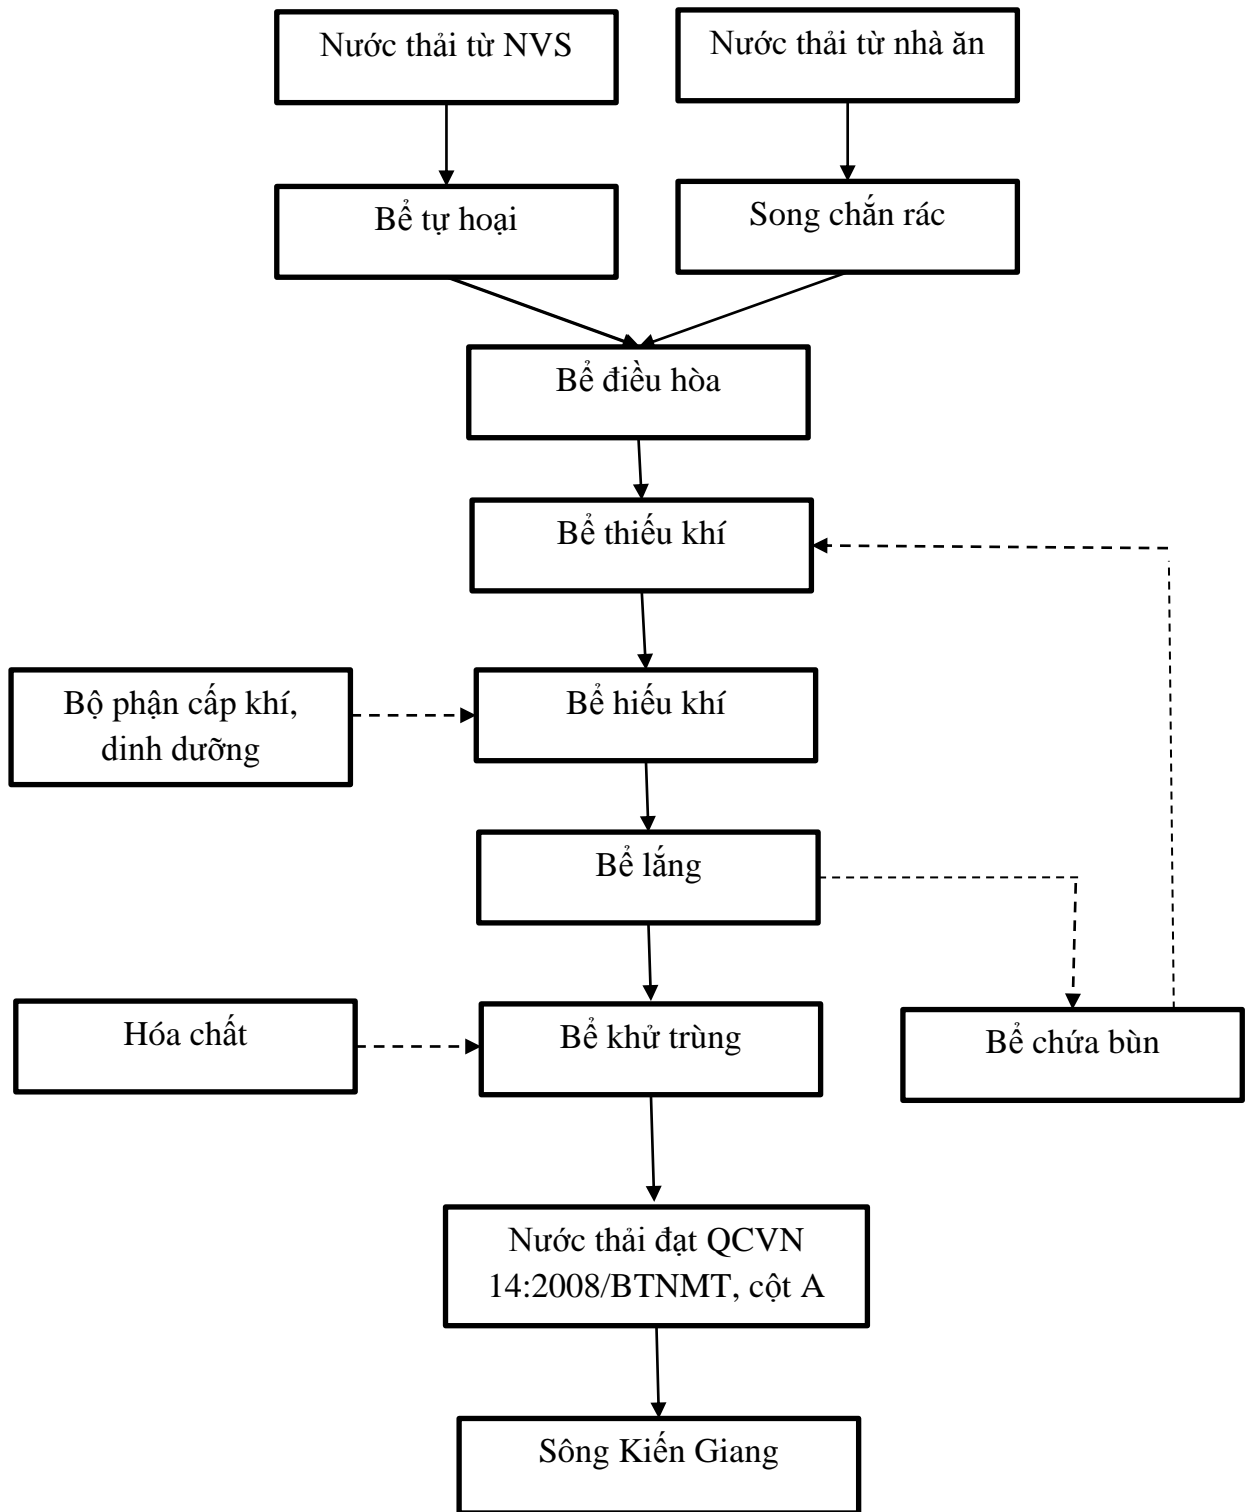 Nước thải từ NVS
Nước thải từ nhà ăn
Bể tự hoại
Song chắn rác
Bể điều hòa
Bể thiếu khí
Bộ phận cấp khí,
dinh dưỡng
Bể hiếu khí
Bể lắng
Hóa chất
Bể khử trùng
Bể chứa bùn
Nước thải đạt QCVN
14:2008/BTNMT, cột A
Sông Kiến Giang